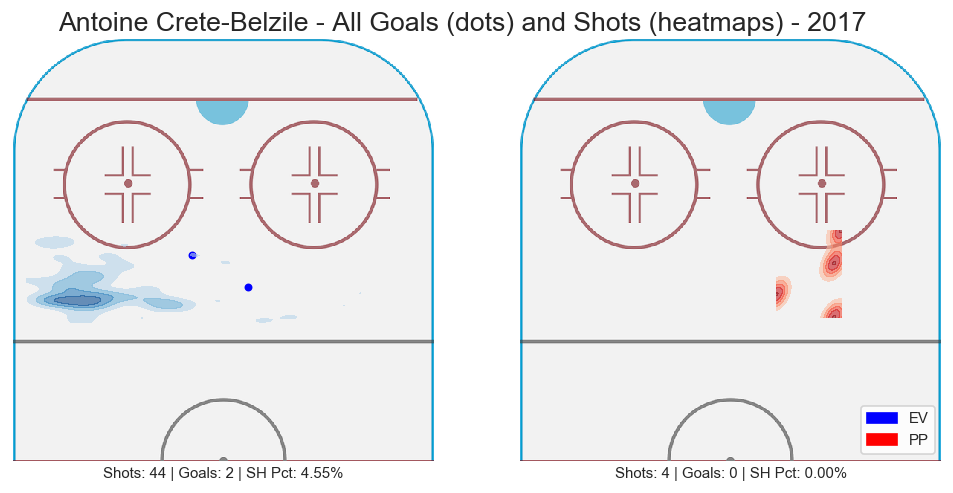 Antoine Crete-Belzile - All Goals (dots) and Shots (heatmaps) - 2017
EV
PP
Shots: 44 | Goals: 2 | SH Pct: 4.55%
Shots: 4 | Goals: 0 | SH Pct: 0.00%